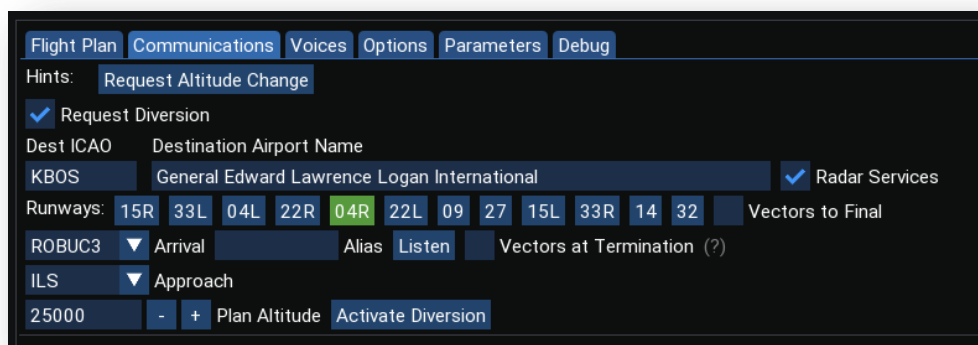 Flight Plan Communications Voices Options Parameters Debug
Hints: Request Altitude Change
Request Diversion
Dest ICAO Destination Airport Name
KBOS General Edward Lawrence Logan International Radar Services
Runways: 15R 33L 04L 22R 04R 22L 09 27 15L 33R 14 32 Vectors to Final
ROBUC3 Arrival Alias Listen Vectors at Termination (?)
ILS Approach
25000 - + Plan Altitude Activate Diversion